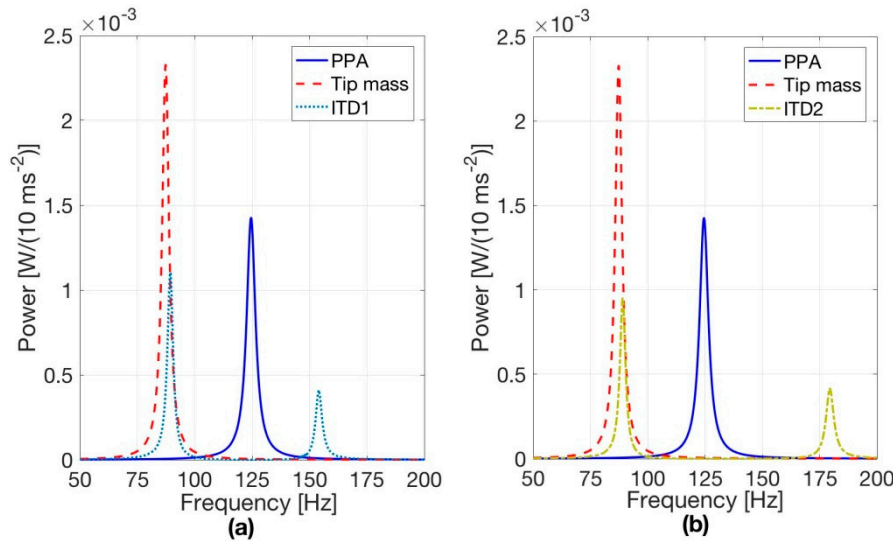 ×10⁻³
2.5
2
1.5
1
0.5
0
50 75 100 125 150 175 200
Power [W/(10 ms⁻²)]
Frequency [Hz]
PPA
Tip mass
ITD1
(a)
×10⁻³
2.5
2
1.5
1
0.5
0
50 75 100 125 150 175 200
Power [W/(10 ms⁻²)]
Frequency [Hz]
PPA
Tip mass
ITD2
(b)